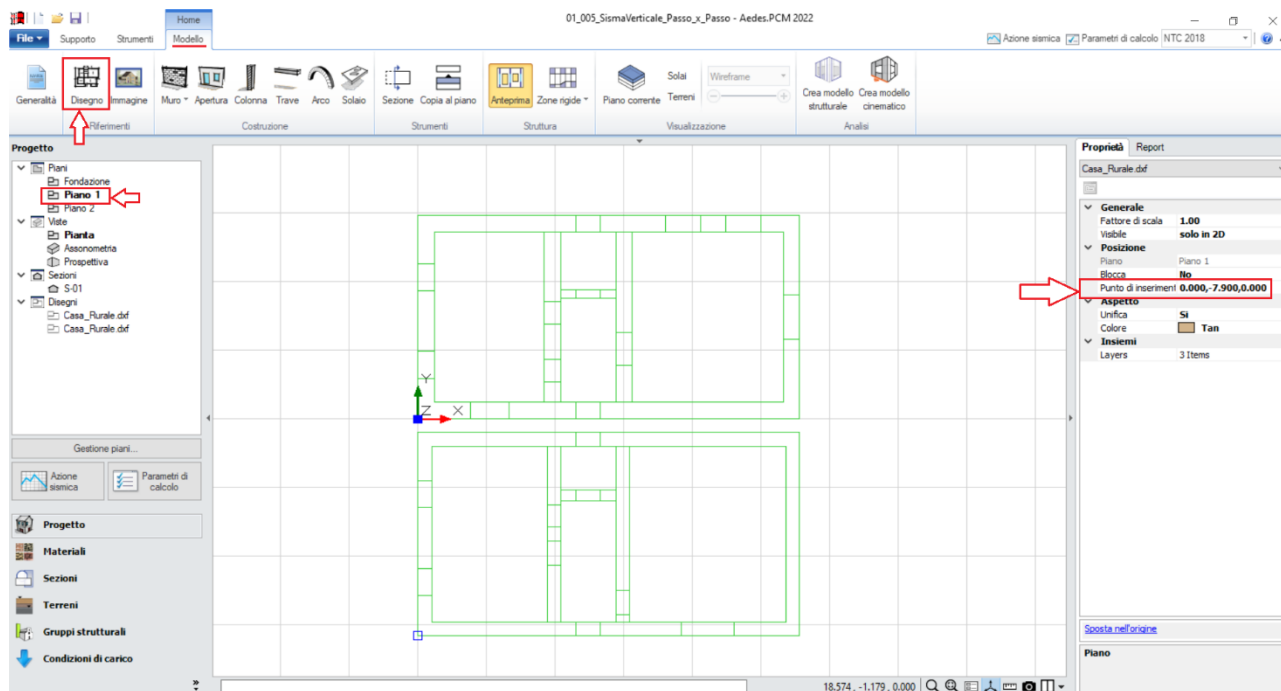 Home
01_005_SismaVerticale_Passo_x_Passo - Aedes.PCM 2022
File Supporto Strumenti Modello
Azione sismica Parametri di calcolo NTC 2018
Generalità Disegno Immagine Muro Apertura Colonna Trave Arco Solaio Sezione Copia al piano Anteprima Zone rigide Piano corrente Solai Terreni Wireframe Crea modello strutturale Crea modello cinematico
Riferimenti Costruzione Strumenti Struttura Visualizzazione Analisi
Progetto
Piani
Fondazione
Piano 1
Piano 2
Viste
Pianta
Assonometria
Prospettiva
Sezioni
S-01
Disegni
Casa_Rurale.dxf
Casa_Rurale.dxf
Gestione piani...
Azione sismica
Parametri di calcolo
Progetto
Materiali
Sezioni
Terreni
Gruppi strutturali
Condizioni di carico
»
Y
Z X
Proprietà Report
Casa_Rurale.dxf
Generale
Fattore di scala 1.00
Visibile solo in 2D
Posizione
Piano Piano 1
Blocca No
Punto di inseriment 0.000,-7.900,0.000
Aspetto
Unifica Sì
Colore Tan
Insiemi
Layers 3 Items
Sposta nell'origine
Piano
18.574 , -1.179 , 0.000